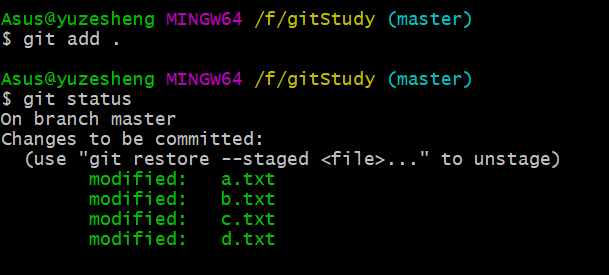 Asus@yuzesheng MINGW64 /f/gitStudy (master)
$ git add .
Asus@yuzesheng MINGW64 /f/gitStudy (master)
$ git status
On branch master
Changes to be committed:
  (use "git restore --staged <file>..." to unstage)
        modified:   a.txt
        modified:   b.txt
        modified:   c.txt
        modified:   d.txt